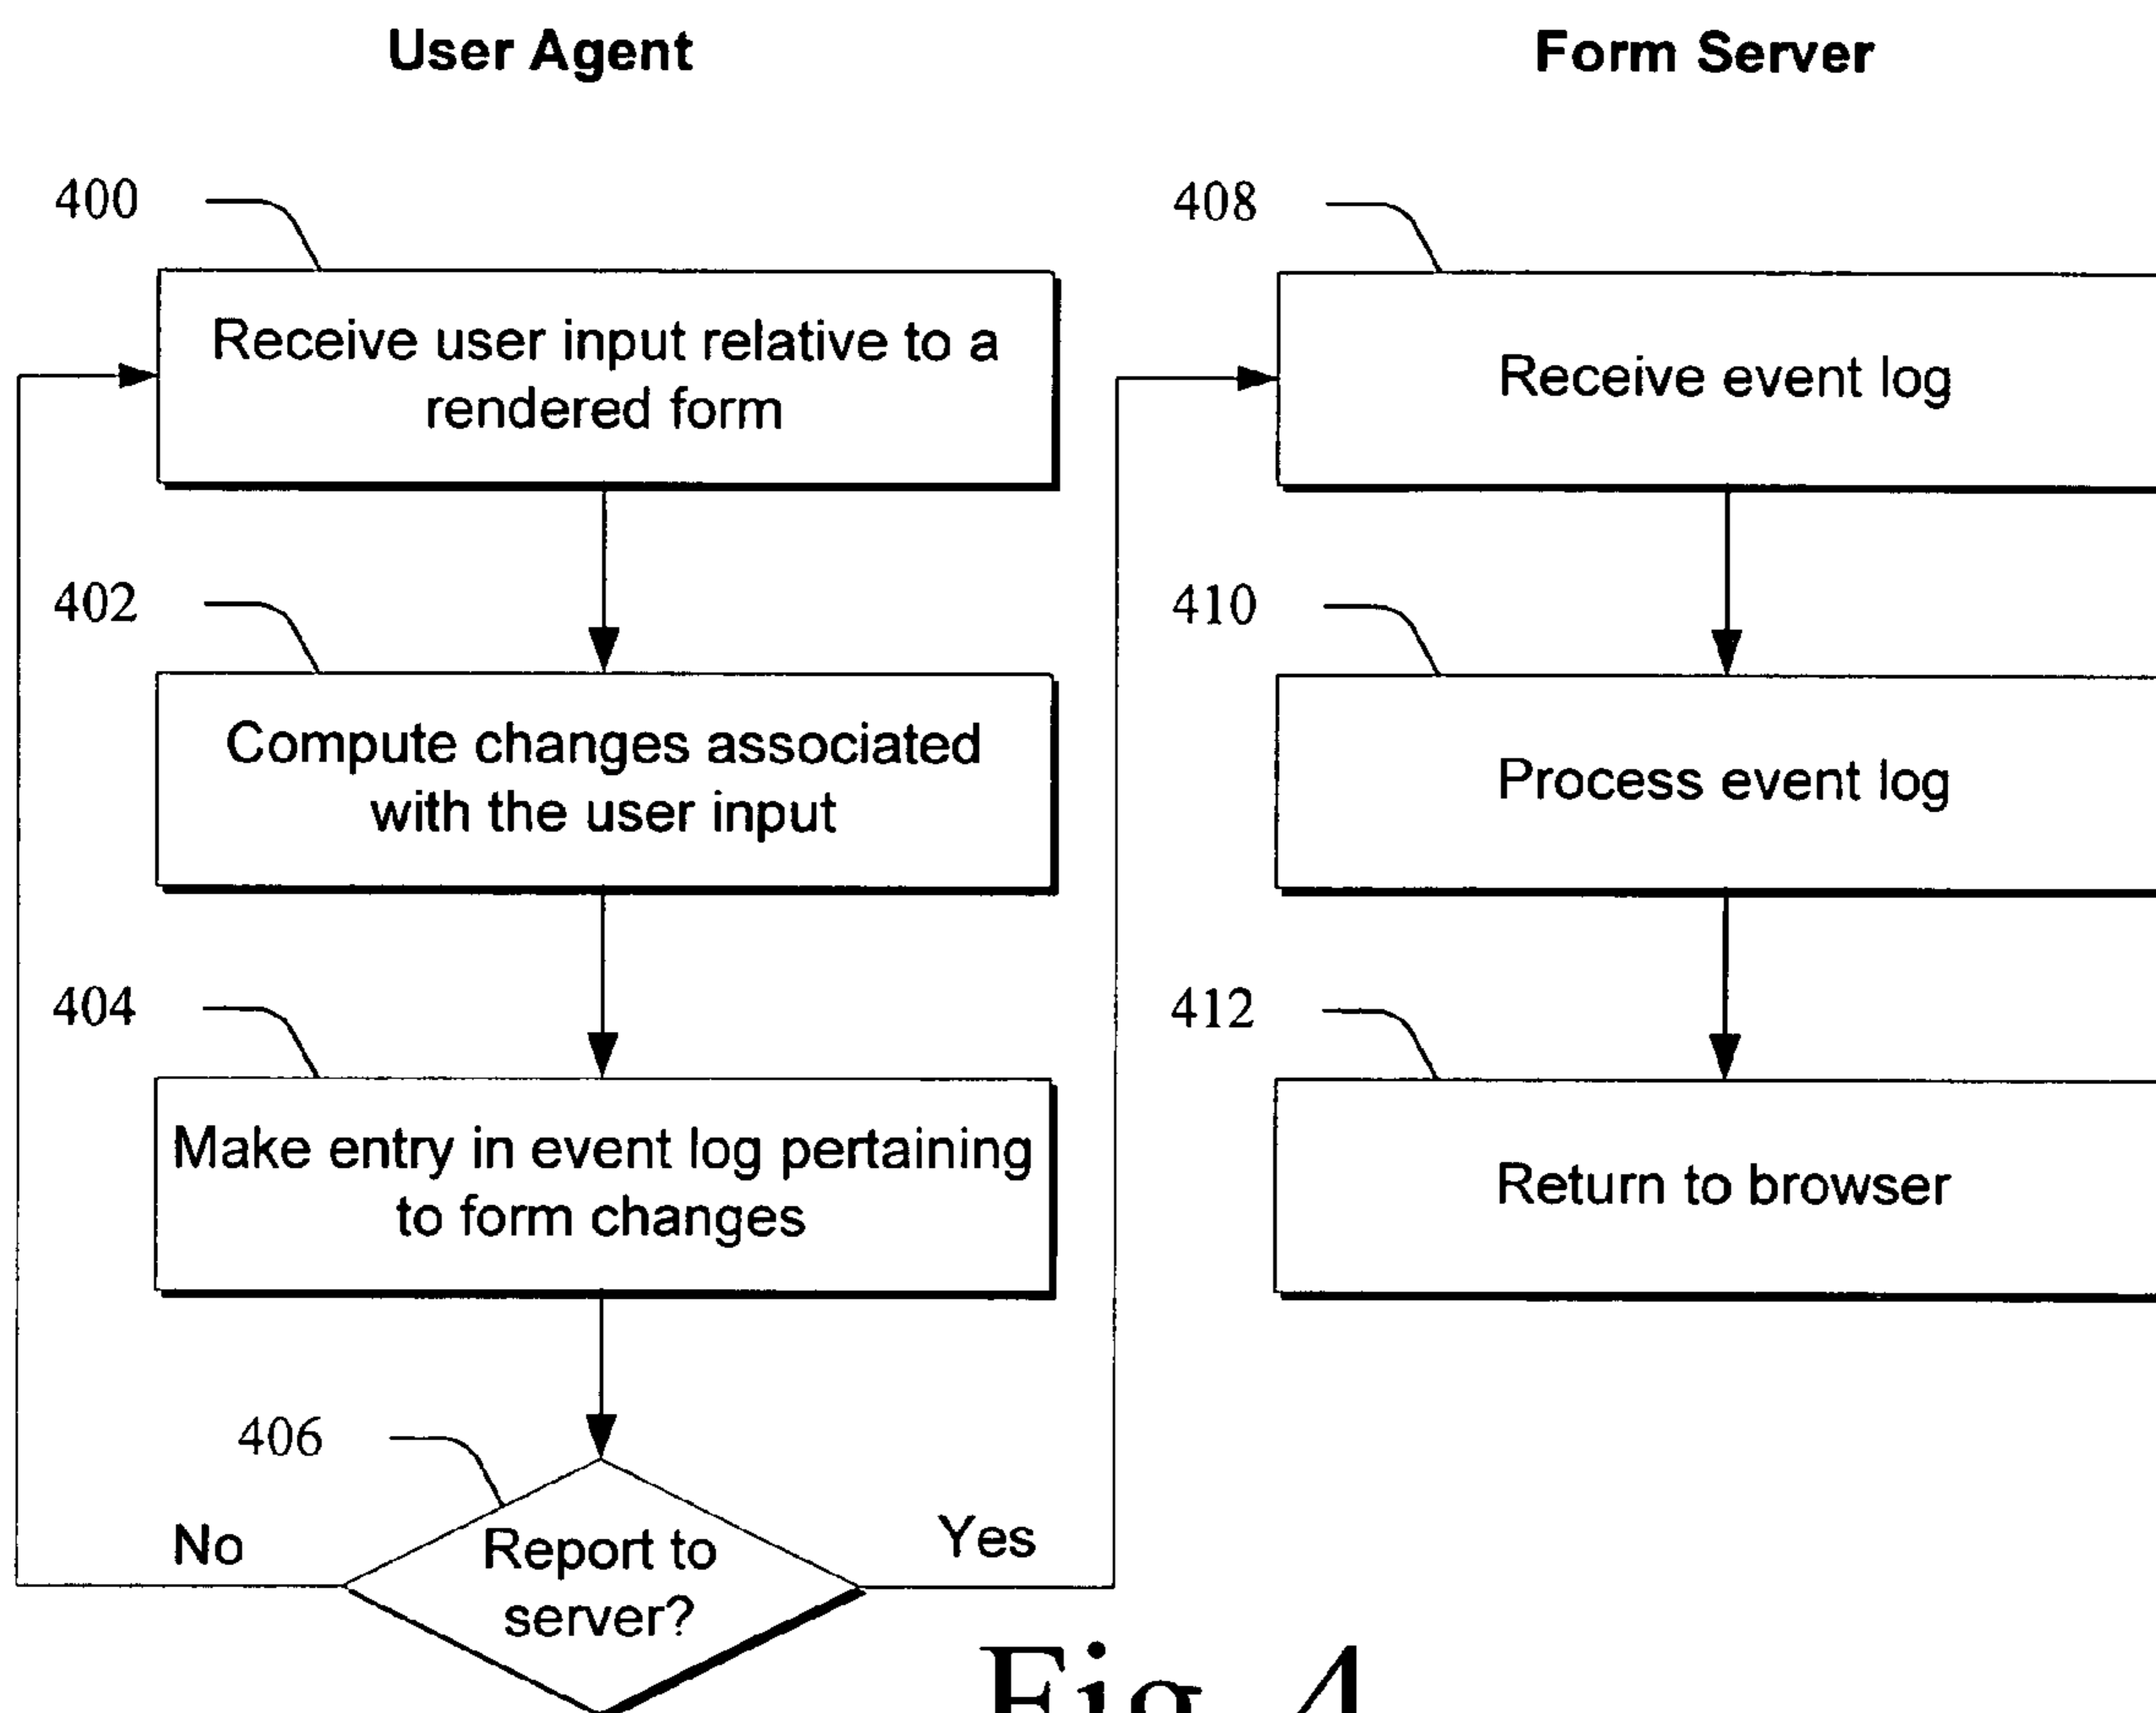 User Agent
Form Server
400
Receive user input relative to a
rendered form
402
Compute changes associated
with the user input
404
Make entry in event log pertaining
to form changes
406
Report to
server?
No
Yes
408
Receive event log
410
Process event log
412
Return to browser
Fig. 4